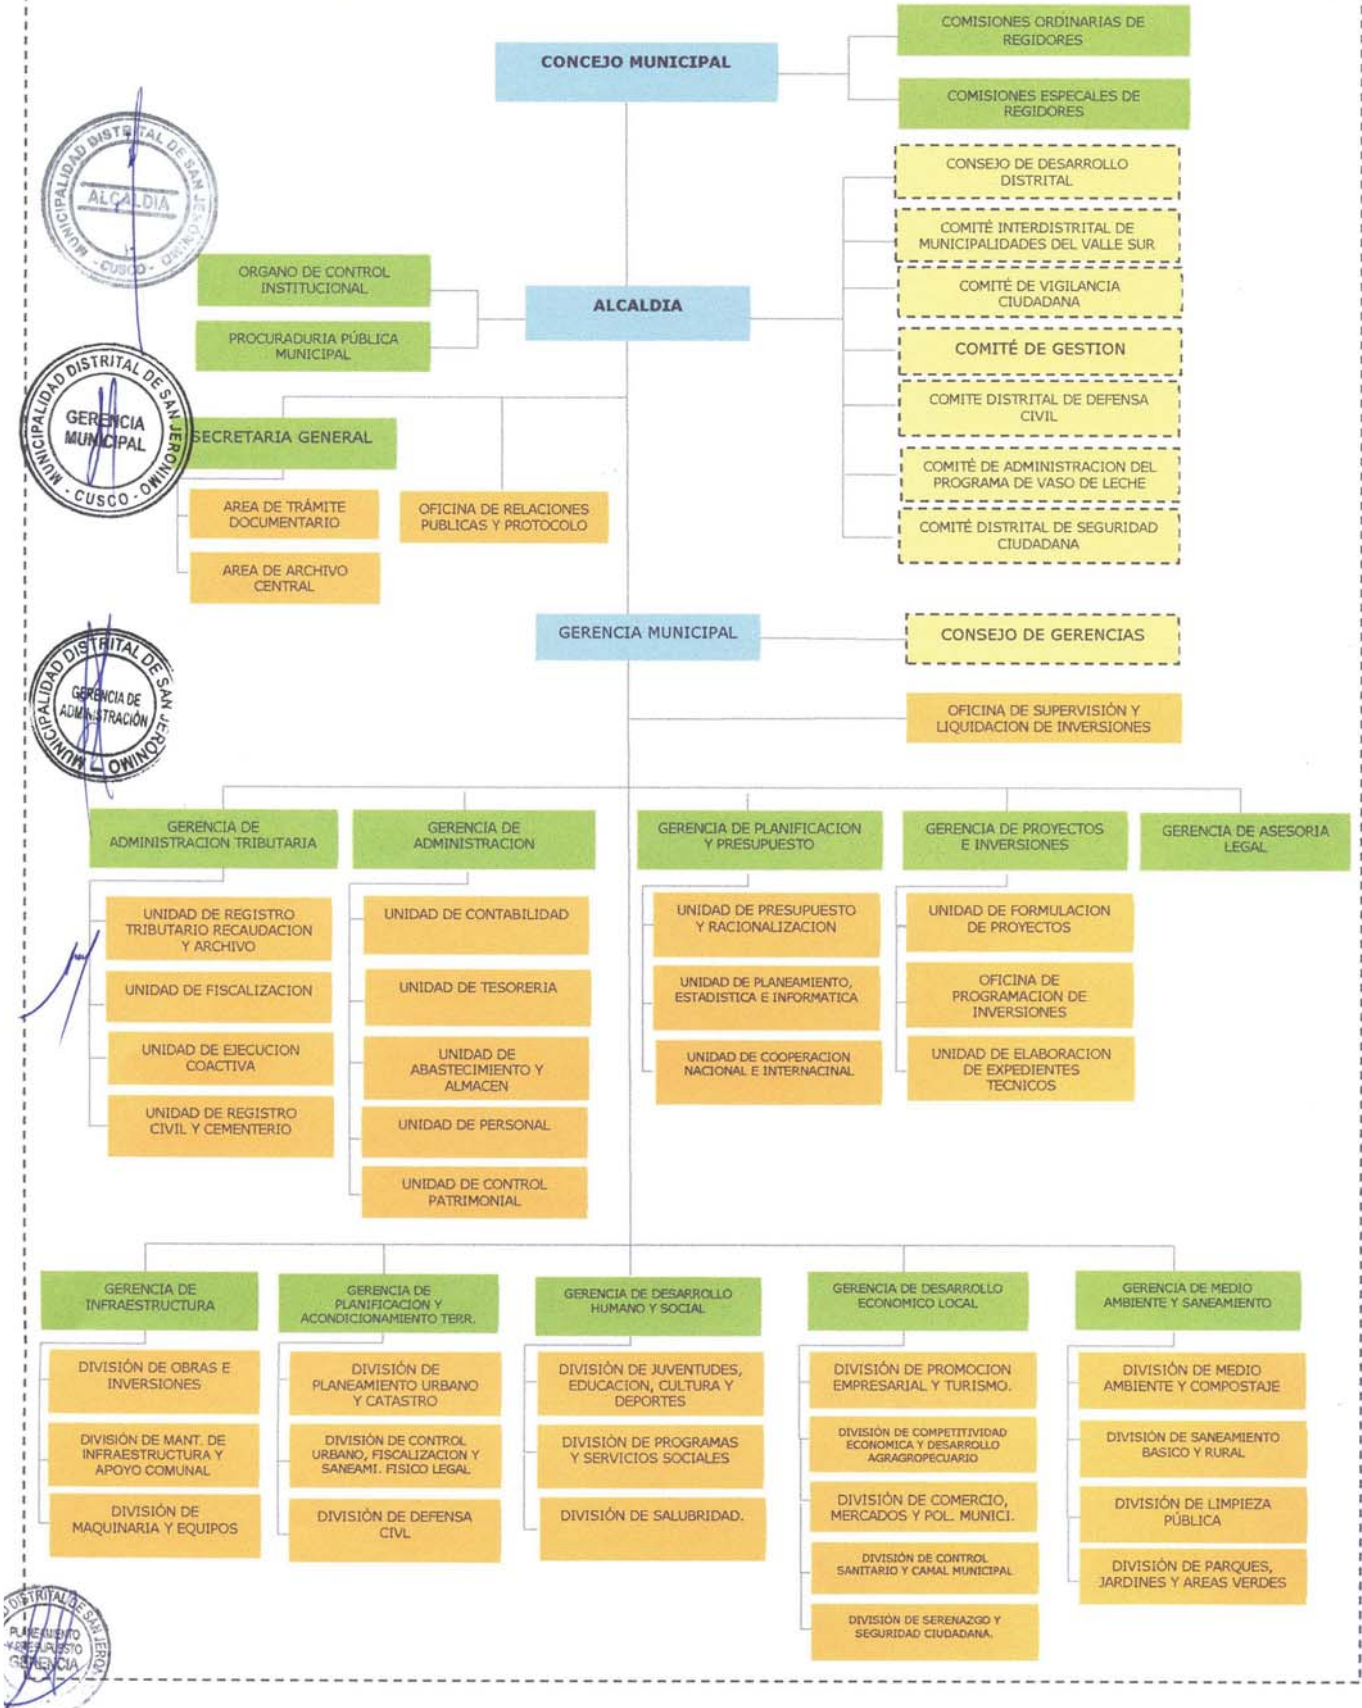 COMISIONES ORDINARIAS DE
REGIDORES
CONCEJO MUNICIPAL
COMISIONES ESPECALES DE
REGIDORES
MUNICIPALIDAD DISTRITAL DE SAN JERONIMO
ALCALDIA
- CUSCO -
CONSEJO DE DESARROLLO
DISTRITAL
COMITÉ INTERDISTRITAL DE
MUNICIPALIDADES DEL VALLE SUR
COMITÉ DE VIGILANCIA
CIUDADANA
COMITÉ DE GESTION
COMITE DISTRITAL DE DEFENSA
CIVIL
COMITÉ DE ADMINISTRACION DEL
PROGRAMA DE VASO DE LECHE
COMITÉ DISTRITAL DE SEGURIDAD
CIUDADANA
ORGANO DE CONTROL
INSTITUCIONAL
ALCALDIA
PROCURADURIA PÚBLICA
MUNICIPAL
MUNICIPALIDAD DISTRITAL DE SAN JERONIMO
GERENCIA
MUNICIPAL
- CUSCO -
SECRETARIA GENERAL
AREA DE TRÁMITE
DOCUMENTARIO
OFICINA DE RELACIONES
PUBLICAS Y PROTOCOLO
AREA DE ARCHIVO
CENTRAL
GERENCIA MUNICIPAL
CONSEJO DE GERENCIAS
MUNICIPALIDAD DISTRITAL DE SAN JERÓNIMO
GERENCIA DE
ADMINISTRACIÓN
OFICINA DE SUPERVISIÓN Y
LIQUIDACION DE INVERSIONES
GERENCIA DE
ADMINISTRACION TRIBUTARIA
UNIDAD DE REGISTRO
TRIBUTARIO RECAUDACION
Y ARCHIVO
UNIDAD DE FISCALIZACION
UNIDAD DE EJECUCION
COACTIVA
UNIDAD DE REGISTRO
CIVIL Y CEMENTERIO
GERENCIA DE
ADMINISTRACION
UNIDAD DE CONTABILIDAD
UNIDAD DE TESORERIA
UNIDAD DE
ABASTECIMIENTO Y
ALMACEN
UNIDAD DE PERSONAL
UNIDAD DE CONTROL
PATRIMONIAL
GERENCIA DE PLANIFICACION
Y PRESUPUESTO
UNIDAD DE PRESUPUESTO
Y RACIONALIZACION
UNIDAD DE PLANEAMIENTO,
ESTADISTICA E INFORMATICA
UNIDAD DE COOPERACION
NACIONAL E INTERNACINAL
GERENCIA DE PROYECTOS
E INVERSIONES
UNIDAD DE FORMULACION
DE PROYECTOS
OFICINA DE
PROGRAMACION DE
INVERSIONES
UNIDAD DE ELABORACION
DE EXPEDIENTES
TECNICOS
GERENCIA DE ASESORIA
LEGAL
GERENCIA DE
INFRAESTRUCTURA
DIVISIÓN DE OBRAS E
INVERSIONES
DIVISIÓN DE MANT. DE
INFRAESTRUCTURA Y
APOYO COMUNAL
DIVISIÓN DE
MAQUINARIA Y EQUIPOS
GERENCIA DE
PLANIFICACIÓN Y
ACONDICIONAMIENTO TERR.
DIVISIÓN DE
PLANEAMIENTO URBANO
Y CATASTRO
DIVISIÓN DE CONTROL
URBANO, FISCALIZACION Y
SANEAMI. FISICO LEGAL
DIVISIÓN DE DEFENSA
CIVL
GERENCIA DE DESARROLLO
HUMANO Y SOCIAL
DIVISIÓN DE JUVENTUDES,
EDUCACION, CULTURA Y
DEPORTES
DIVISIÓN DE PROGRAMAS
Y SERVICIOS SOCIALES
DIVISIÓN DE SALUBRIDAD.
GERENCIA DE DESARROLLO
ECONOMICO LOCAL
DIVISIÓN DE PROMOCION
EMPRESARIAL Y TURISMO.
DIVISIÓN DE COMPETITIVIDAD
ECONOMICA Y DESARROLLO
AGRAGROPECUARIO
DIVISIÓN DE COMERCIO,
MERCADOS Y POL. MUNICI.
DIVISIÓN DE CONTROL
SANITARIO Y CAMAL MUNICIPAL
DIVISIÓN DE SERENAZGO Y
SEGURIDAD CIUDADANA.
GERENCIA DE MEDIO
AMBIENTE Y SANEAMIENTO
DIVISIÓN DE MEDIO
AMBIENTE Y COMPOSTAJE
DIVISIÓN DE SANEAMIENTO
BASICO Y RURAL
DIVISIÓN DE LIMPIEZA
PÚBLICA
DIVISIÓN DE PARQUES,
JARDINES Y AREAS VERDES
DISTRITAL DE SAN JERON
PLANEAMIENTO
Y PRESUPUESTO
GERENCIA